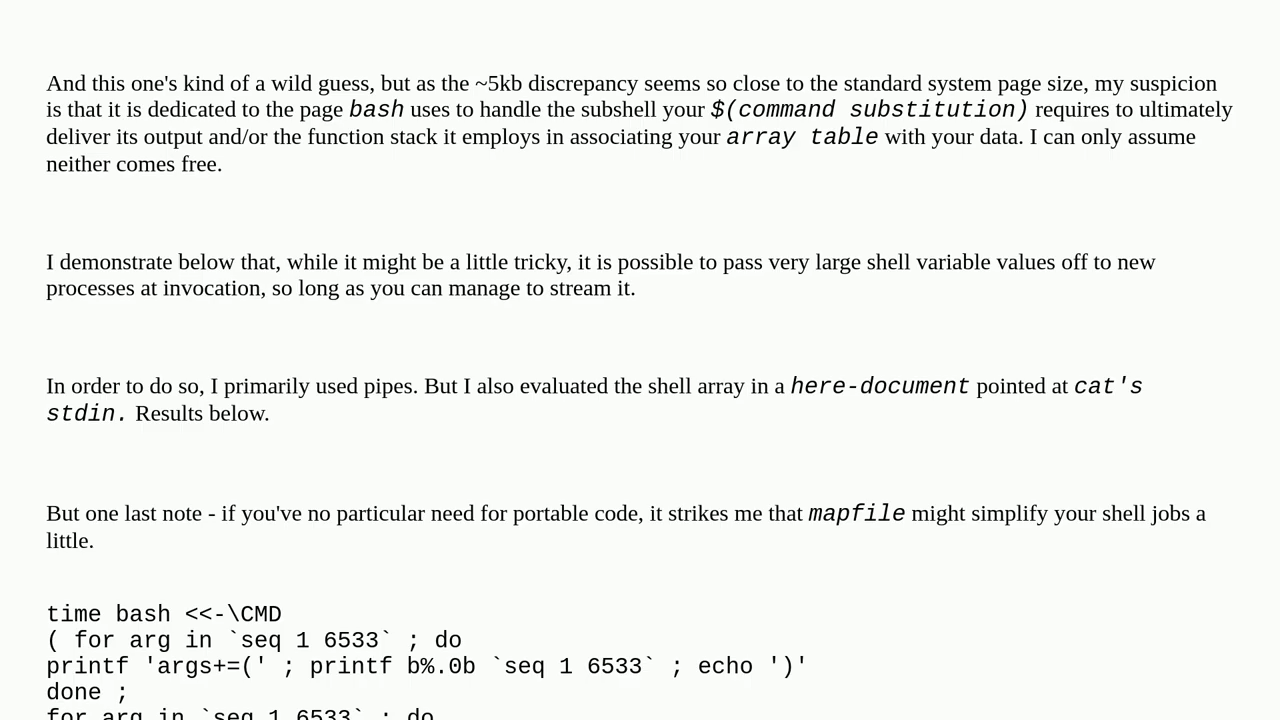 And this one's kind of a wild guess, but as the ~5kb discrepancy seems so close to the standard system page size, my suspicion
is that it is dedicated to the page bash uses to handle the subshell your $(command substitution) requires to ultimately
deliver its output and/or the function stack it employs in associating your array table with your data. I can only assume
neither comes free.
I demonstrate below that, while it might be a little tricky, it is possible to pass very large shell variable values off to new
processes at invocation, so long as you can manage to stream it.
In order to do so, I primarily used pipes. But I also evaluated the shell array in a here-document pointed at cat's
stdin. Results below.
But one last note - if you've no particular need for portable code, it strikes me that mapfile might simplify your shell jobs a
little.
time bash <<-\CMD
( for arg in `seq 1 6533` ; do
printf 'args+=(' ; printf b%.0b `seq 1 6533` ; echo ')'
done ;
for arg in `seq 1 6533` ; do